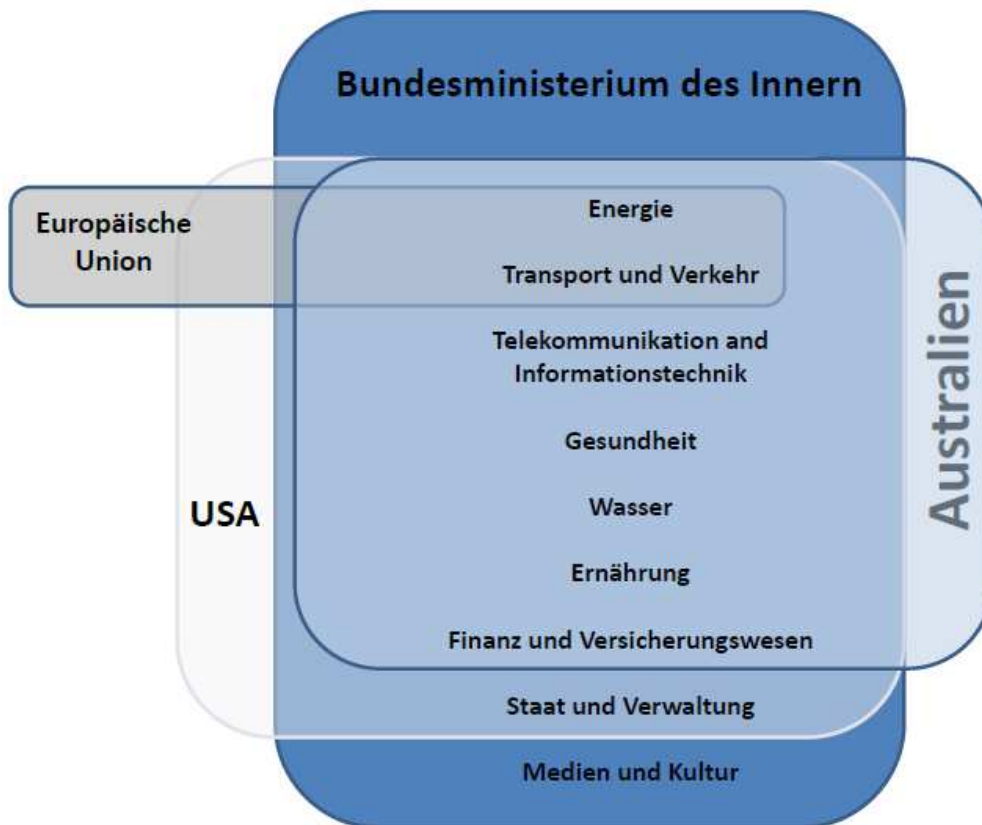 Bundesministerium des Innern
Europäische
Union
Energie
Transport und Verkehr
Telekommunikation and
Informationstechnik
Gesundheit
USA
Wasser
Australien
Ernährung
Finanz und Versicherungswesen
Staat und Verwaltung
Medien und Kultur